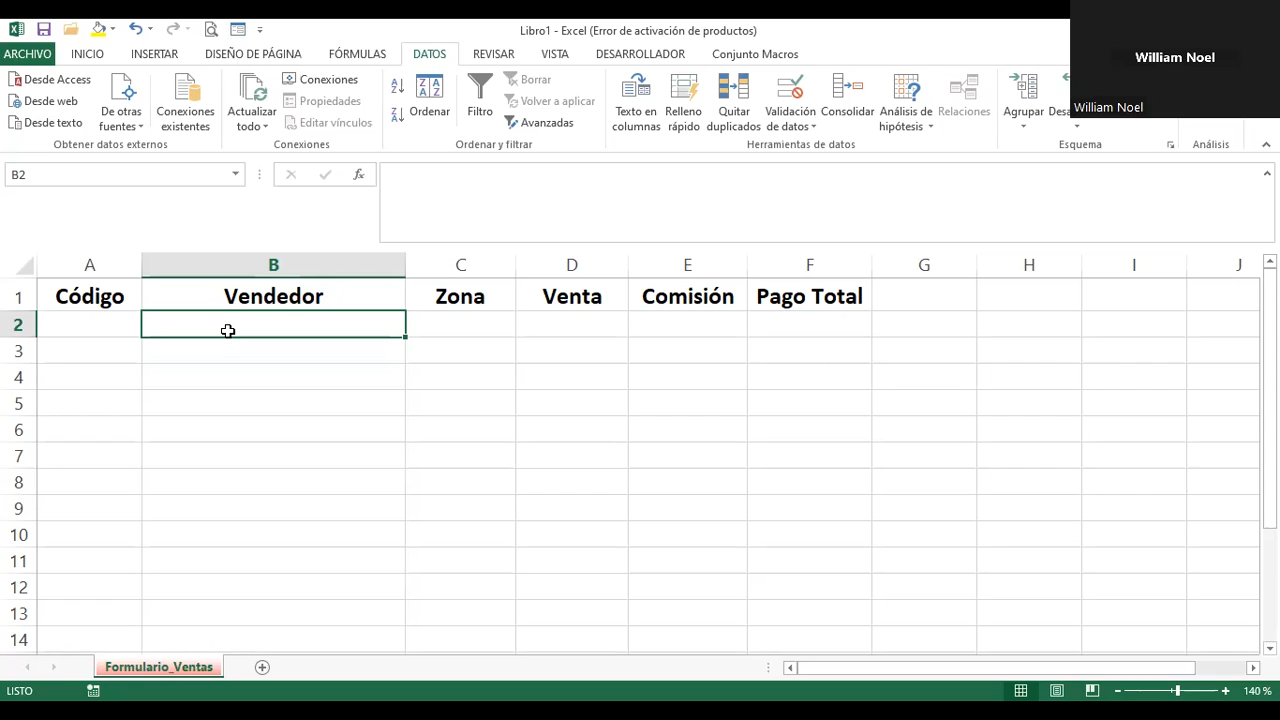 Libro1 - Excel (Error de activación de productos)
William Noel
William Noel
ARCHIVO INICIO INSERTAR DISEÑO DE PÁGINA FÓRMULAS DATOS REVISAR VISTA DESARROLLADOR Conjunto Macros
Desde Access
Desde web
Desde texto
De otras
fuentes
Conexiones
existentes
Obtener datos externos
Actualizar
todo
Conexiones
Propiedades
Editar vínculos
Conexiones
Ordenar
Filtro
Borrar
Volver a aplicar
Avanzadas
Ordenar y filtrar
Texto en
columnas
Relleno
rápido
Quitar
duplicados
Validación
de datos
Consolidar
Análisis de
hipótesis
Relaciones
Herramientas de datos
Agrupar
Esquema
Análisis
B2
fx
A B C D E F G H I J
1 Código Vendedor Zona Venta Comisión Pago Total
2
3
4
5
6
7
8
9
10
11
12
13
14
Formulario_Ventas
LISTO
140 %